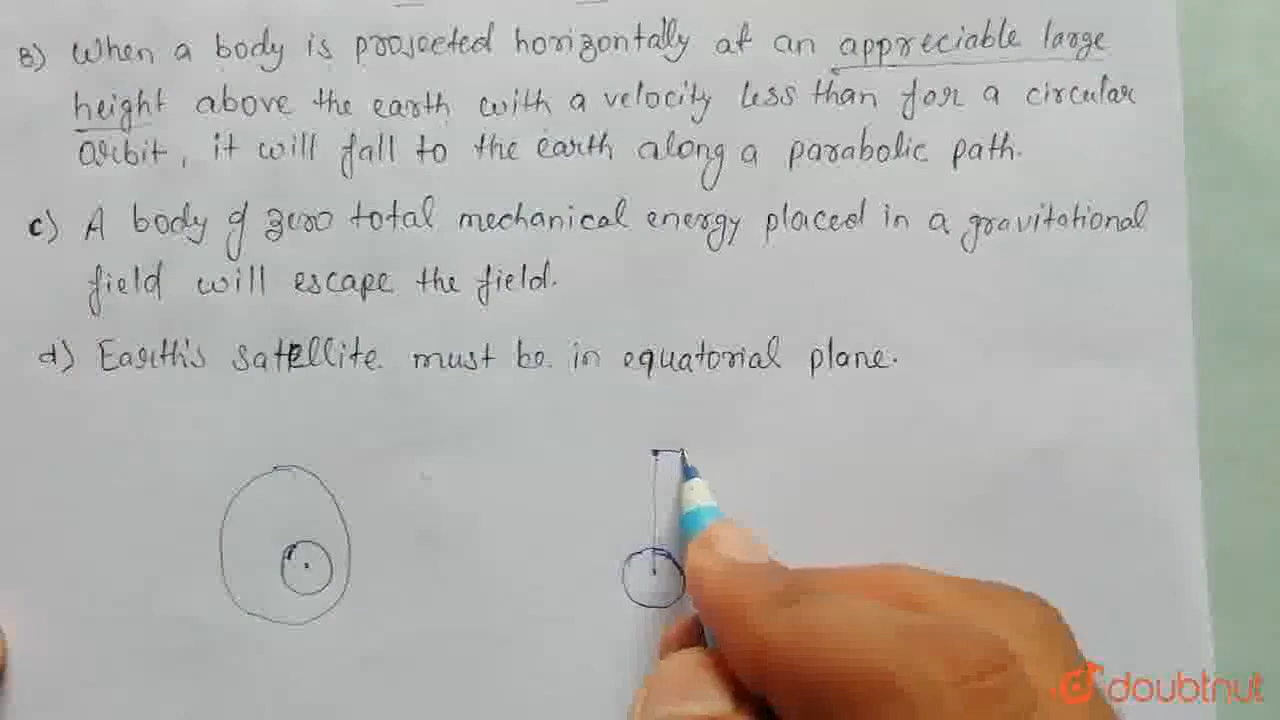 B) When a body is projected horizontally at an appreciable large
height above the earth with a velocity less than for a circular
orbit, it will fall to the earth along a parabolic path.
c) A body of zero total mechanical energy placed in a gravitational
field will escape the field.
d) Earth's satellite must be in equatorial plane.
doubtnut